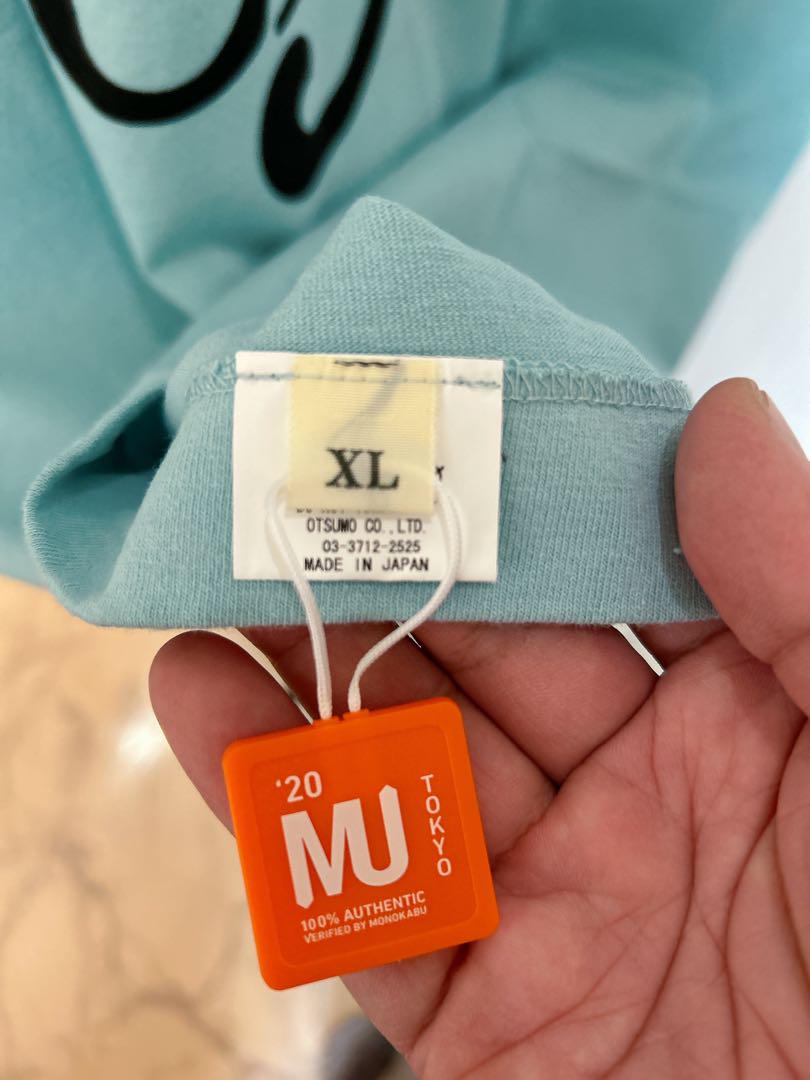 XL
OTSUMO CO.,LTD.
03-3712-2525
MADE IN JAPAN
'20
MU
TOKYO
100% AUTHENTIC
VERIFIED BY MONOKABU